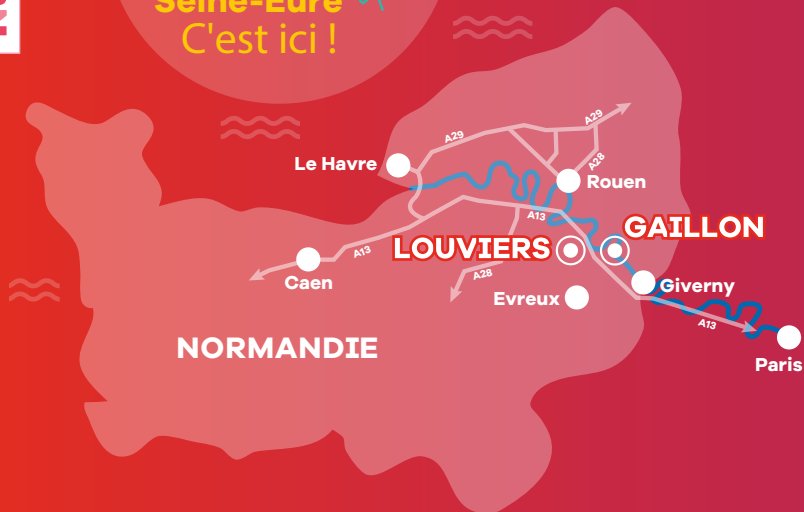 Seine-Eure
C'est ici !
A29
A29
Le Havre
A28
Rouen
A13
GAILLON
LOUVIERS
A13
Caen
A28
Giverny
Evreux
A13
NORMANDIE
Paris